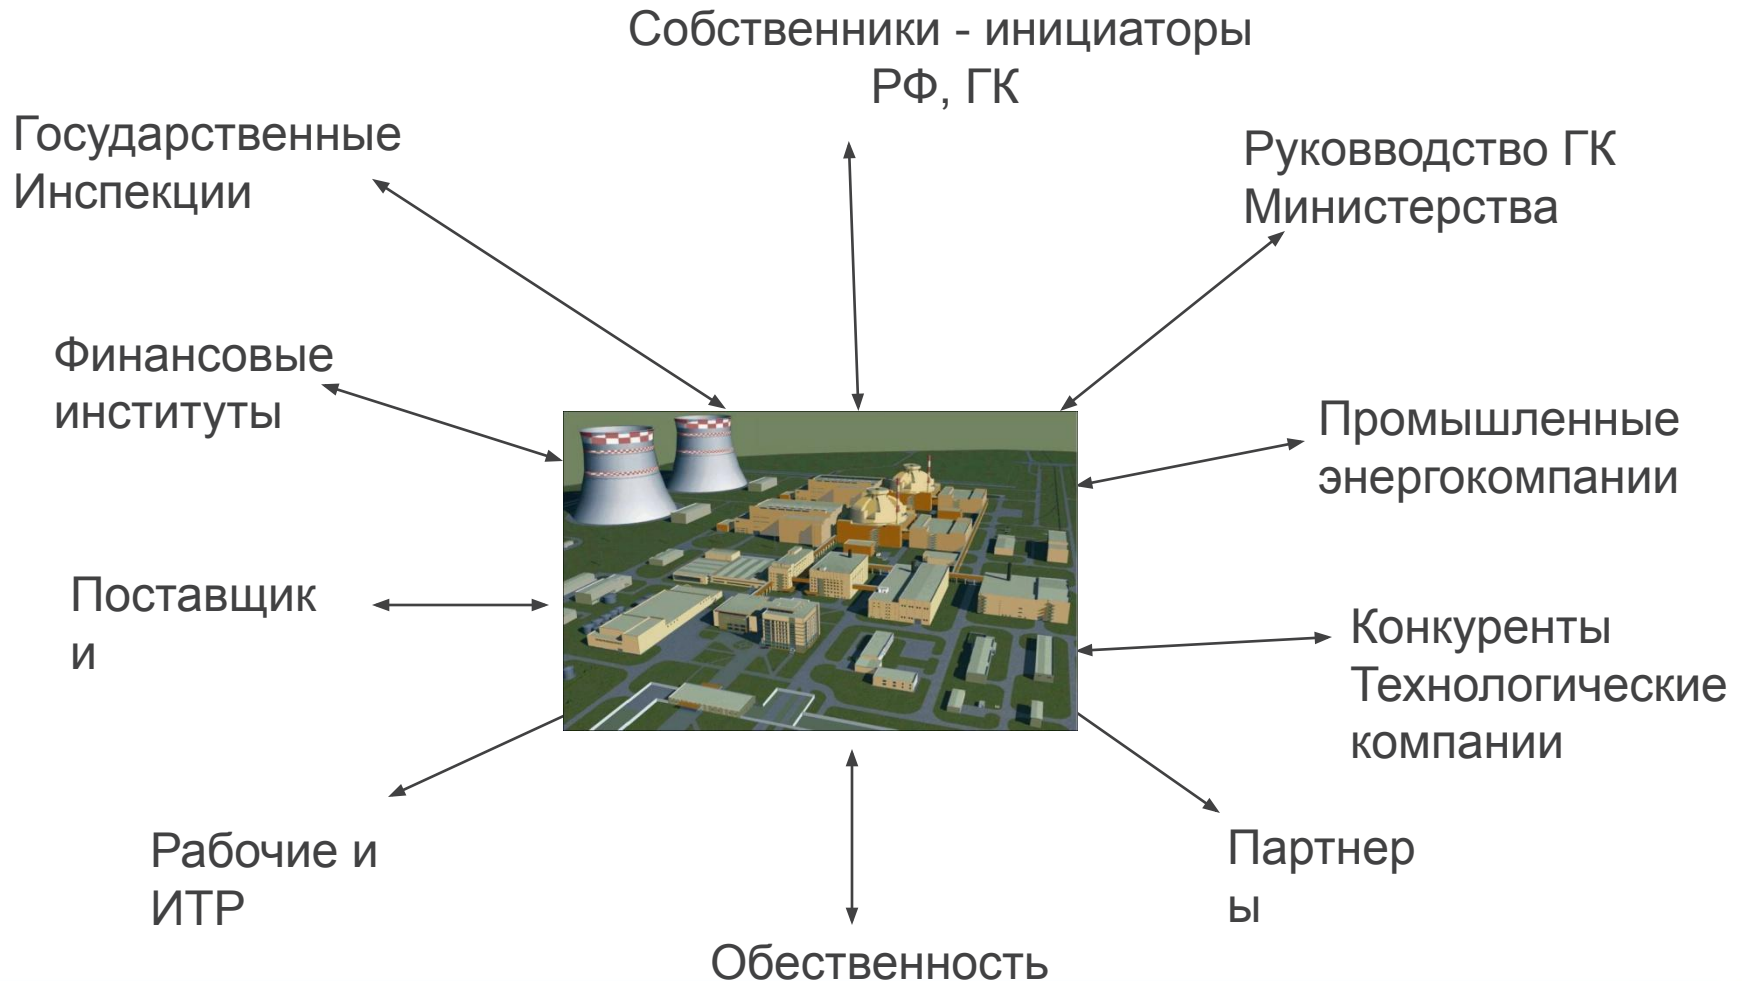 Собственники - инициаторы
РФ, ГК
Государственные
Инспекции
Руковводство ГК
Министерства
Финансовые
институты
Промышленные
энергокомпании
Поставщик
и
Конкуренты
Технологические
компании
Рабочие и
ИТР
Партнер
ы
Обественность